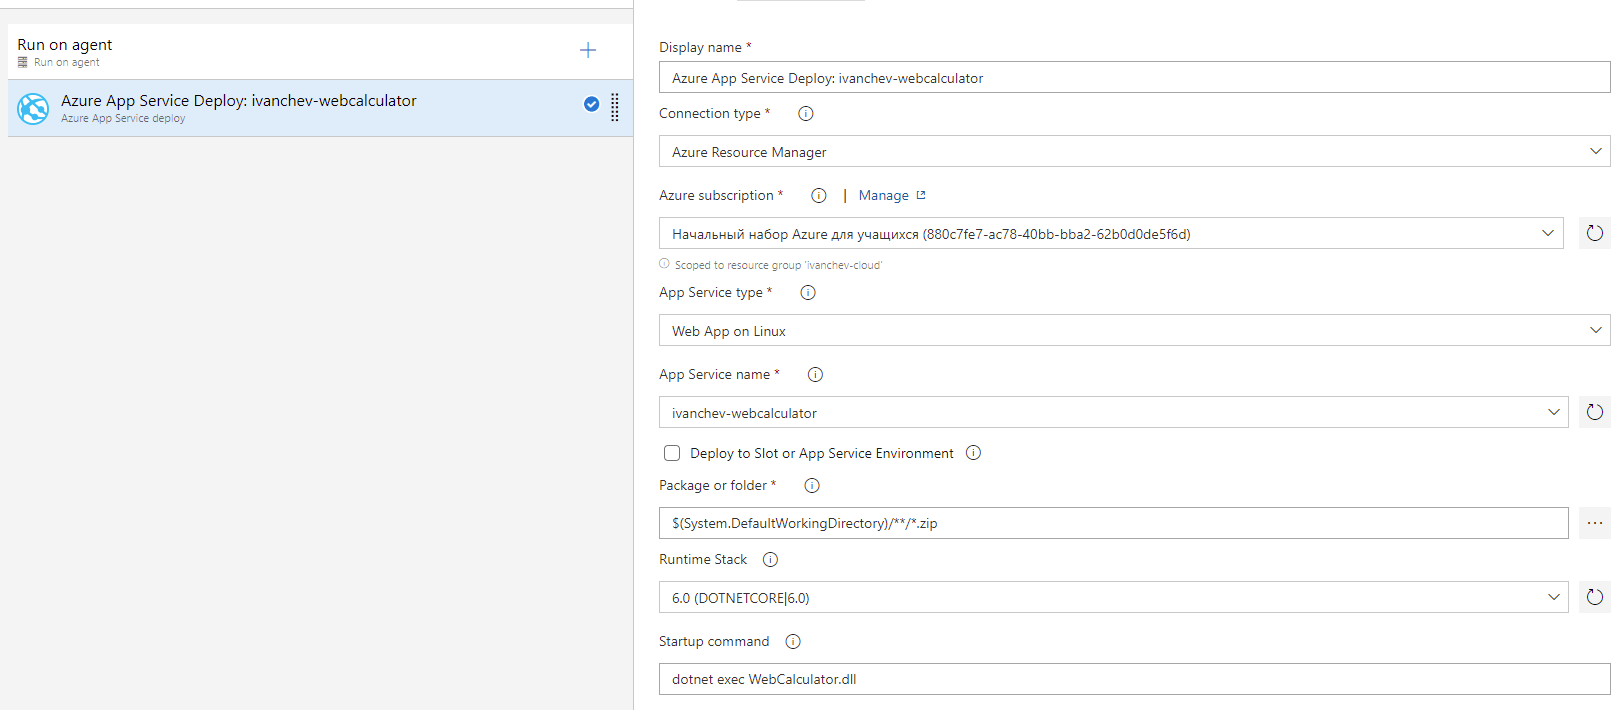 Run on agent
Run on agent
Azure App Service Deploy: ivanchev-webcalculator
Azure App Service deploy
Display name *
Azure App Service Deploy: ivanchev-webcalculator
Connection type *
Azure Resource Manager
Azure subscription * | Manage
Начальный набор Azure для учащихся (880c7fe7-ac78-40bb-bba2-62b0d0de5f6d)
Scoped to resource group 'ivanchev-cloud'
App Service type *
Web App on Linux
App Service name *
ivanchev-webcalculator
Deploy to Slot or App Service Environment
Package or folder *
$(System.DefaultWorkingDirectory)/**/*.zip
Runtime Stack
6.0 (DOTNETCORE|6.0)
Startup command
dotnet exec WebCalculator.dll